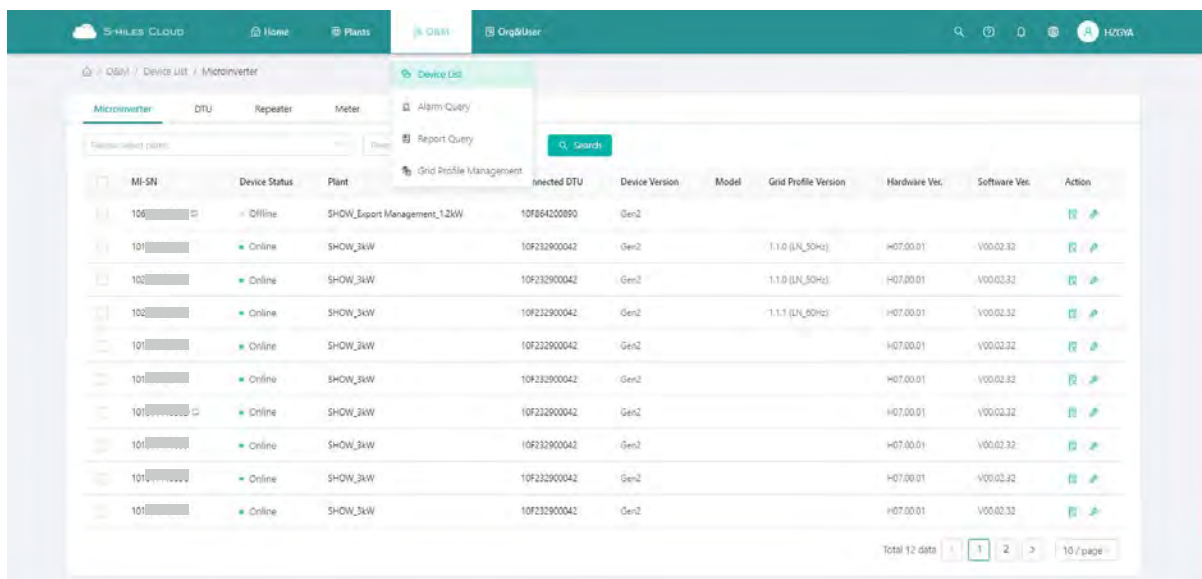 S-MILES CLOUD Home Plants O&M Org&User HZGYA
/ O&M / Device List / Microinverter
Device List
Microinverter DTU Repeater Meter
Alarm Query
Please select plants
Report Query
Search
Grid Profile Management
MI-SN Device Status Plant Connected DTU Device Version Model Grid Profile Version Hardware Ver. Software Ver. Action
106 Offline SHOW_Export Management_1.2kW 10F864200890 Gen2
101 Online SHOW_3kW 10F232900042 Gen2 1.1.0 (LN_50Hz) H07.00.01 V00.02.32
102 Online SHOW_3kW 10F232900042 Gen2 1.1.0 (LN_50Hz) H07.00.01 V00.02.32
102 Online SHOW_3kW 10F232900042 Gen2 1.1.1 (LN_60Hz) H07.00.01 V00.02.32
101 Online SHOW_3kW 10F232900042 Gen2 H07.00.01 V00.02.32
101 Online SHOW_3kW 10F232900042 Gen2 H07.00.01 V00.02.32
101 Online SHOW_3kW 10F232900042 Gen2 H07.00.01 V00.02.32
101 Online SHOW_3kW 10F232900042 Gen2 H07.00.01 V00.02.32
101 Online SHOW_3kW 10F232900042 Gen2 H07.00.01 V00.02.32
101 Online SHOW_3kW 10F232900042 Gen2 H07.00.01 V00.02.32
Total 12 data < 1 2 > 10 / page